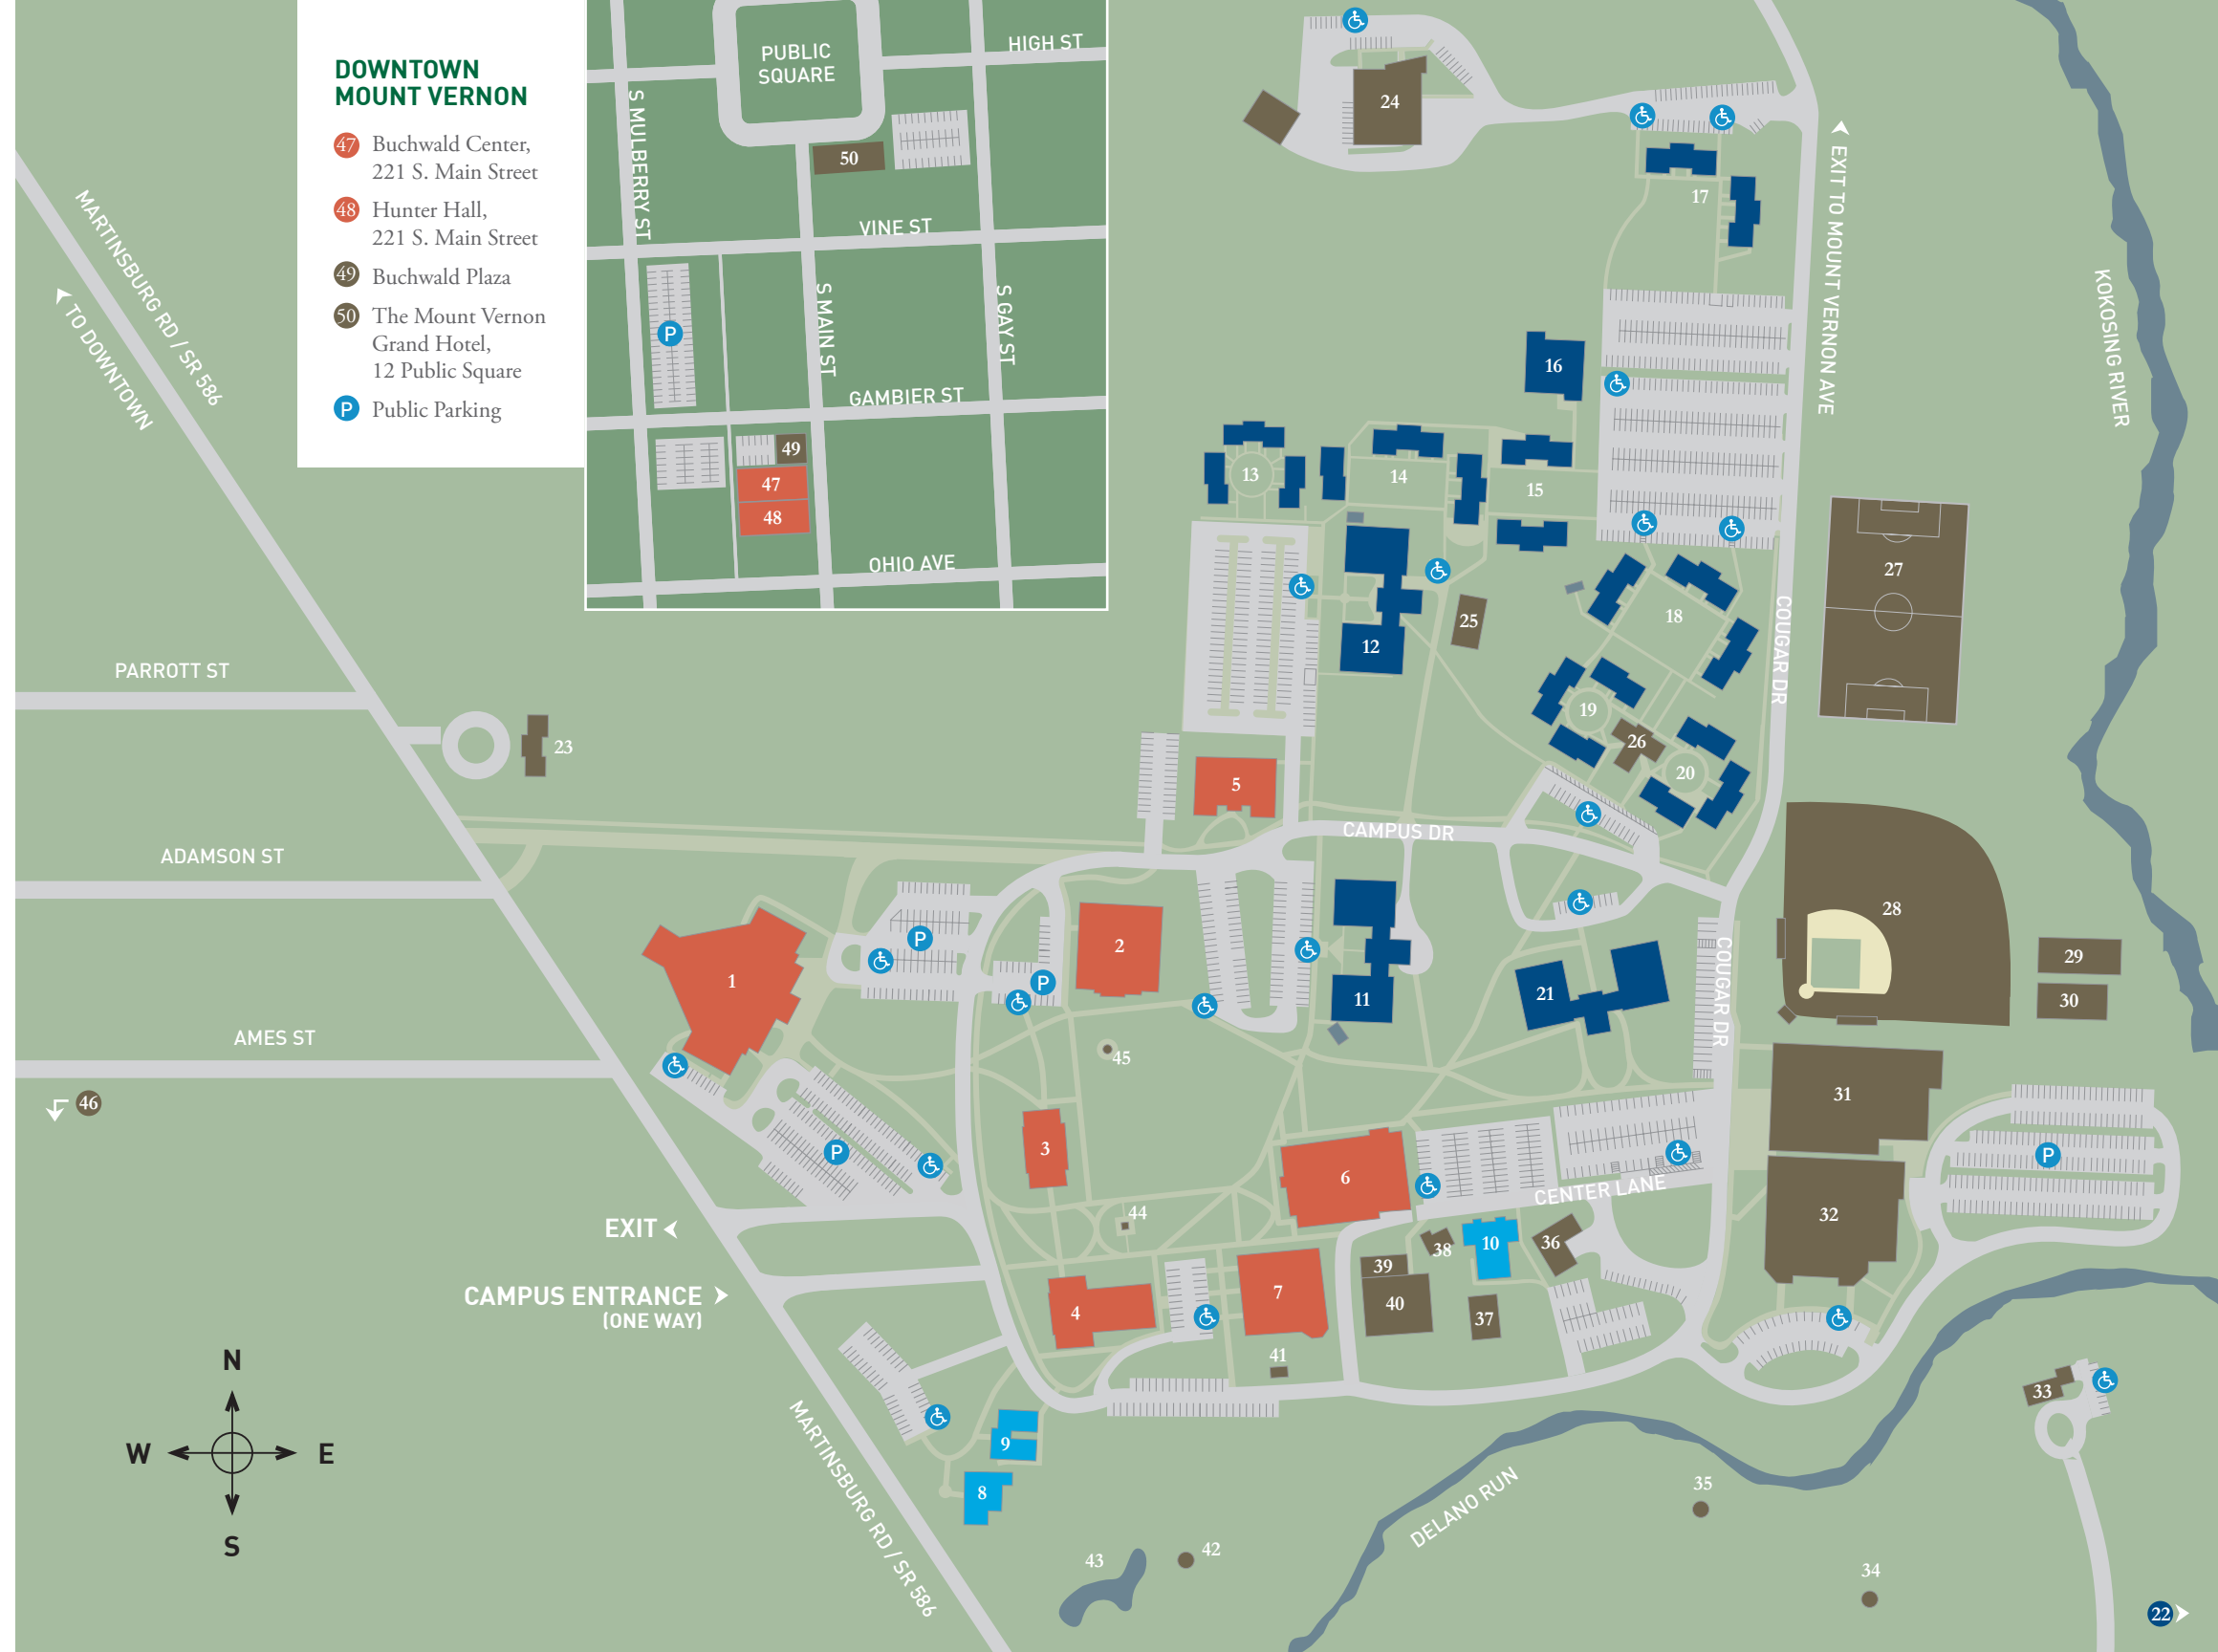 DOWNTOWN
MOUNT VERNON
47 Buchwald Center,
221 S. Main Street
48 Hunter Hall,
221 S. Main Street
49 Buchwald Plaza
50 The Mount Vernon
Grand Hotel,
12 Public Square
P Public Parking
PUBLIC
SQUARE
HIGH ST
S MULBERRY ST
50
VINE ST
S MAIN ST
S GAY ST
P
GAMBIER ST
49
47
48
OHIO AVE
MARTINSBURG RD / SR 586
TO DOWNTOWN
24
17
EXIT TO MOUNT VERNON AVE
KOKOSING RIVER
16
13
14
15
27
25
12
18
COUGAR DR
PARROTT ST
23
19
26
20
5
CAMPUS DR
ADAMSON ST
28
P
2
29
1
P
11
21
COUGAR DR
30
AMES ST
45
46
31
3
P
6
P
CENTER LANE
32
44
EXIT
38
10
36
39
CAMPUS ENTRANCE
(ONE WAY)
4
7
40
37
41
N
W
E
S
33
9
8
MARTINSBURG RD / SR 586
DELANO RUN
35
43
42
34
22